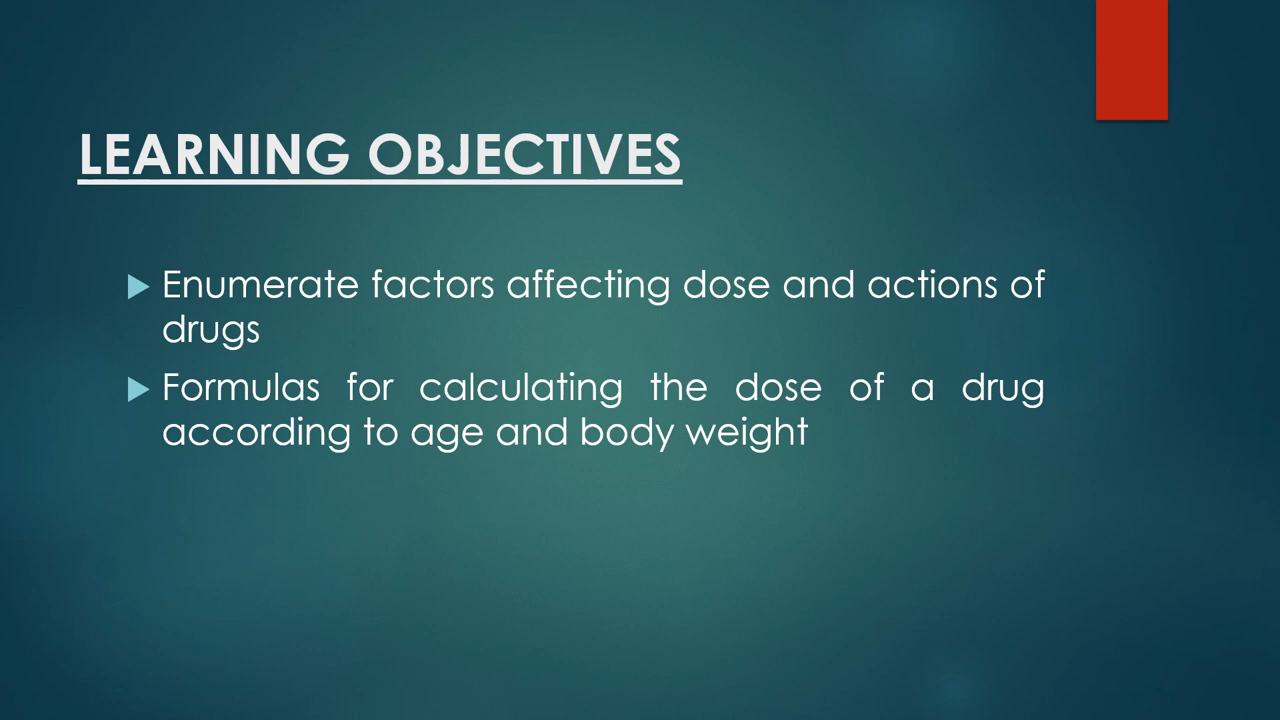 LEARNING OBJECTIVES
Enumerate factors affecting dose and actions of
drugs
Formulas for calculating the dose of a drug
according to age and body weight